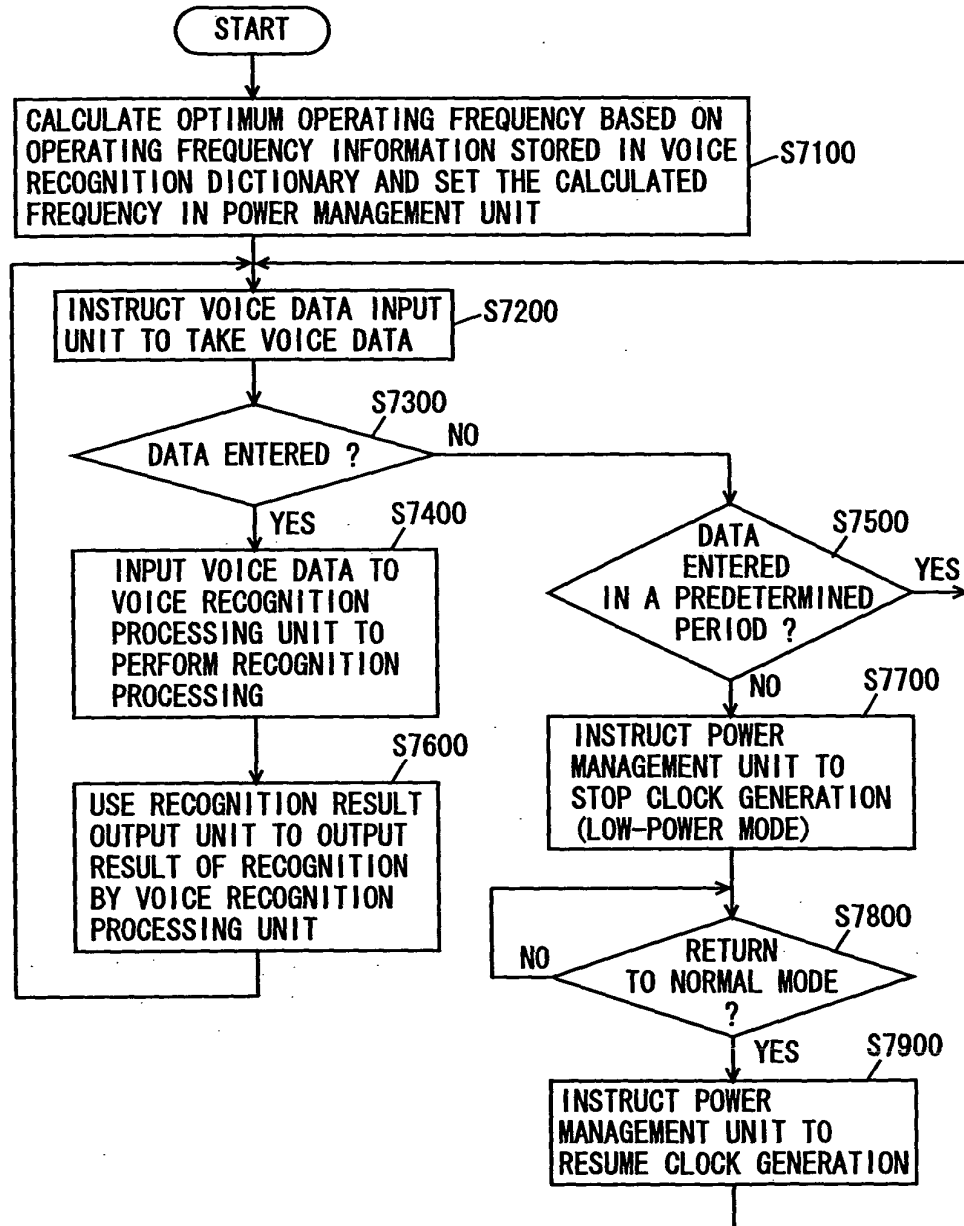 START
CALCULATE OPTIMUM OPERATING FREQUENCY BASED ON
OPERATING FREQUENCY INFORMATION STORED IN VOICE
RECOGNITION DICTIONARY AND SET THE CALCULATED
FREQUENCY IN POWER MANAGEMENT UNIT
S7100
INSTRUCT VOICE DATA INPUT
UNIT TO TAKE VOICE DATA
S7200
S7300
DATA ENTERED ?
NO
YES
S7400
INPUT VOICE DATA TO
VOICE RECOGNITION
PROCESSING UNIT TO
PERFORM RECOGNITION
PROCESSING
S7600
USE RECOGNITION RESULT
OUTPUT UNIT TO OUTPUT
RESULT OF RECOGNITION
BY VOICE RECOGNITION
PROCESSING UNIT
S7500
DATA
ENTERED
IN A PREDETERMINED
PERIOD ?
YES
NO
S7700
INSTRUCT POWER
MANAGEMENT UNIT TO
STOP CLOCK GENERATION
(LOW-POWER MODE)
S7800
RETURN
TO NORMAL MODE
?
NO
YES
S7900
INSTRUCT POWER
MANAGEMENT UNIT TO
RESUME CLOCK GENERATION